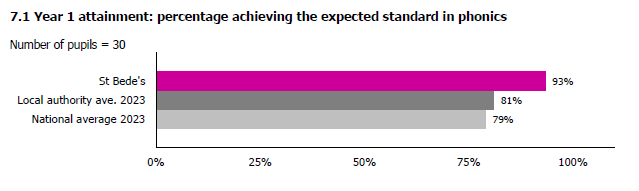 7.1 Year 1 attainment: percentage achieving the expected standard in phonics
Number of pupils = 30
St Bede's 93%
Local authority ave. 2023 81%
National average 2023 79%
0% 25% 50% 75% 100%